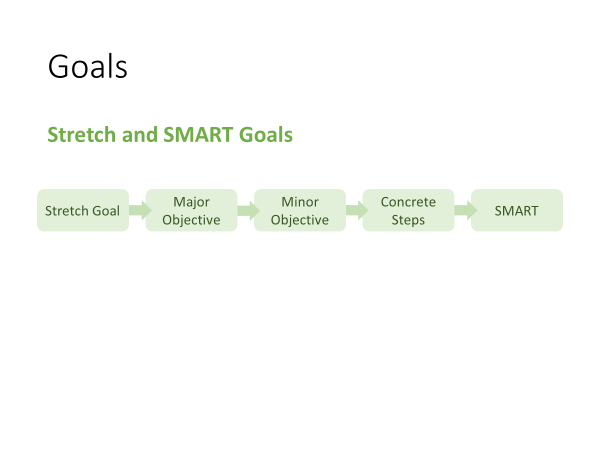 Goals
Stretch and SMART Goals
Stretch Goal
Major
Objective
Minor
Objective
Concrete
Steps
SMART